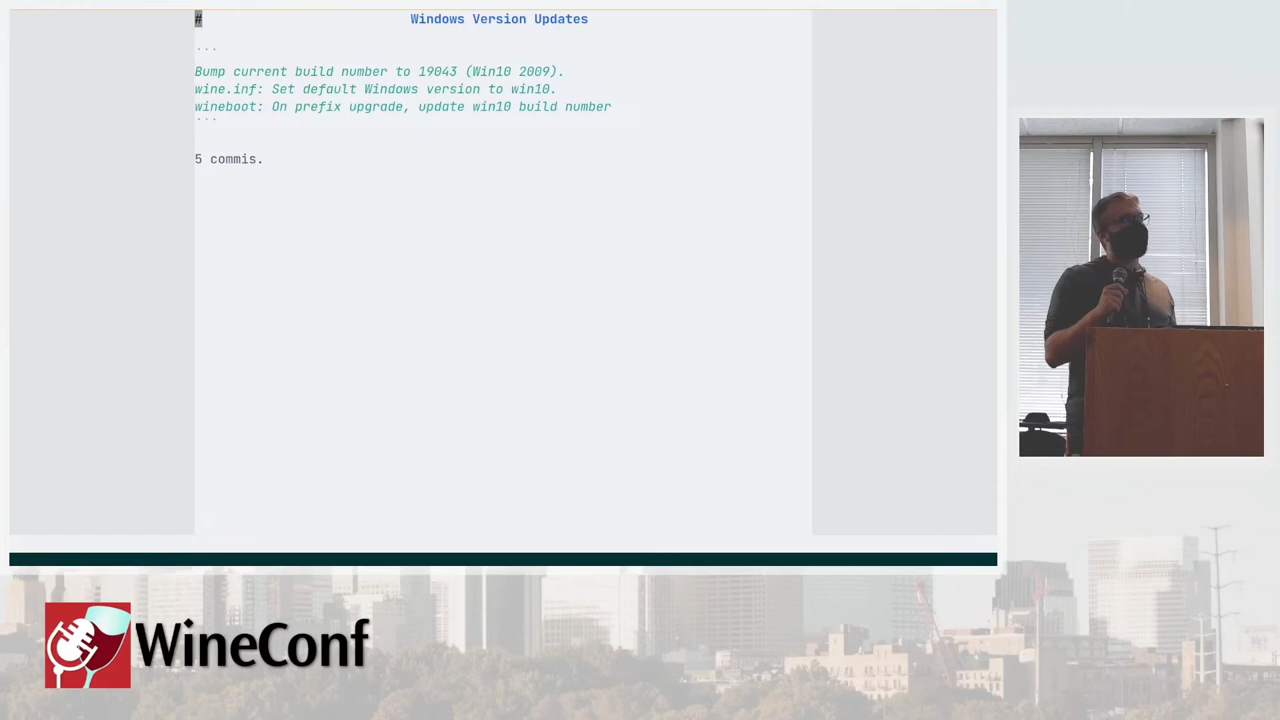 # Windows Version Updates
```
Bump current build number to 19043 (Win10 2009).
wine.inf: Set default Windows version to win10.
wineboot: On prefix upgrade, update win10 build number
```
5 commis.
WineConf